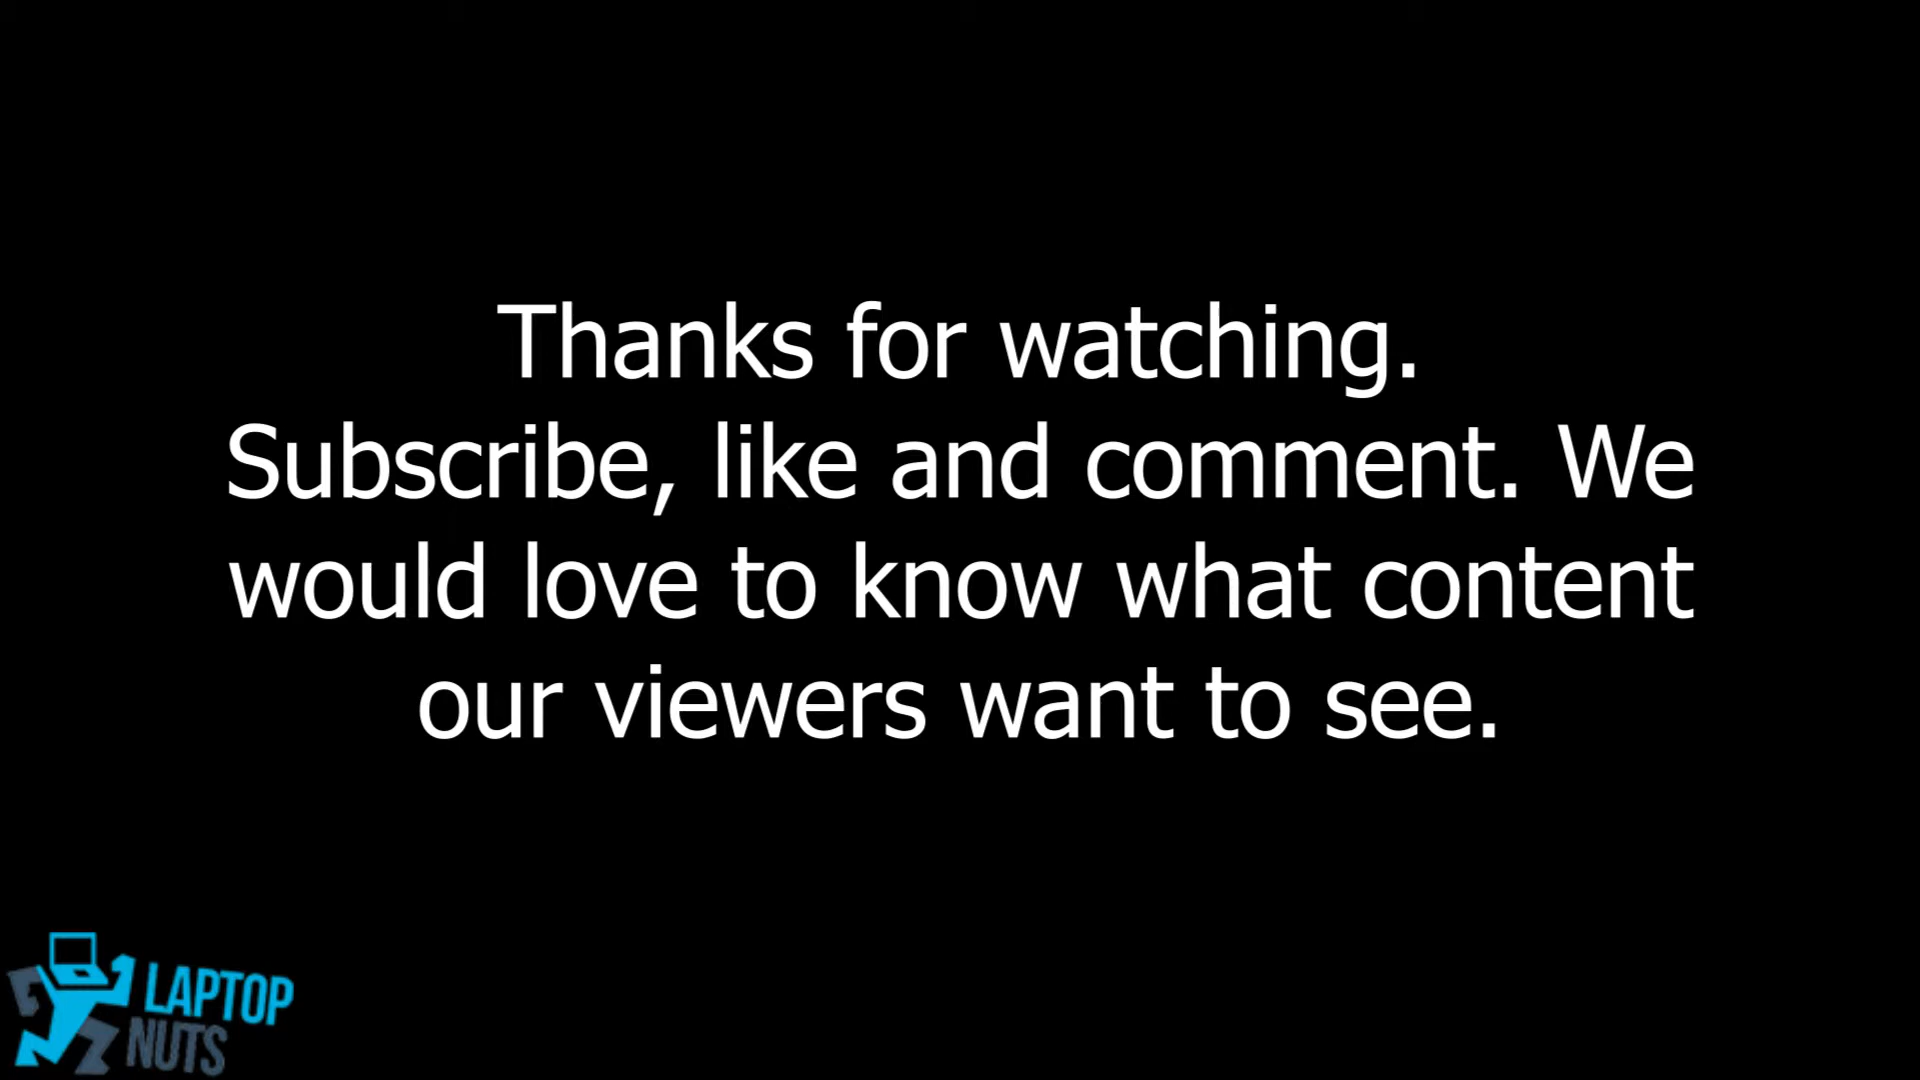 Thanks for watching.
Subscribe, like and comment. We
would love to know what content
our viewers want to see.
LAPTOP
NUTS